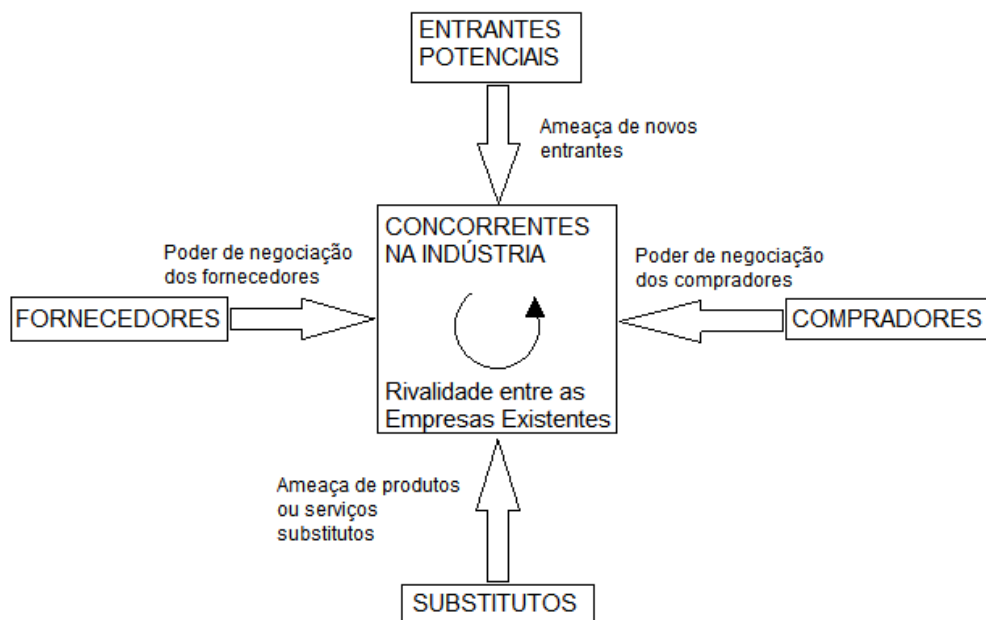 ENTRANTES
POTENCIAIS
Ameaça de novos
entrantes
CONCORRENTES
NA INDÚSTRIA
Poder de negociação
dos fornecedores
Poder de negociação
dos compradores
FORNECEDORES
COMPRADORES
Rivalidade entre as
Empresas Existentes
Ameaça de produtos
ou serviços
substitutos
SUBSTITUTOS